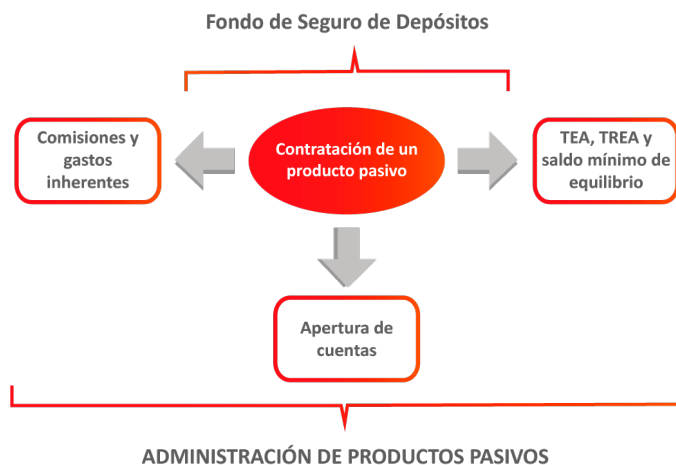 Fondo de Seguro de Depósitos
Comisiones y
gastos
inherentes
Contratación de un
producto pasivo
TEA, TREA y
saldo mínimo de
equilibrio
Apertura de
cuentas
ADMINISTRACIÓN DE PRODUCTOS PASIVOS